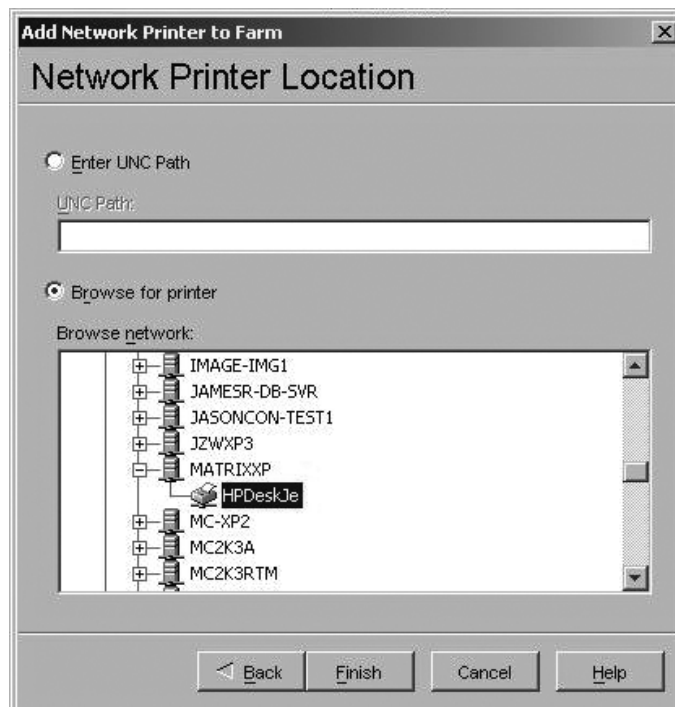 Add Network Printer to Farm
Network Printer Location
Enter UNC Path
UNC Path:
Browse for printer
Browse network:
IMAGE-IMG1
JAMESR-DB-SVR
JASONCON-TEST1
JZWXP3
MATRIXXP
HPDeskJe
MC-XP2
MC2K3A
MC2K3RTM
Back Finish Cancel Help